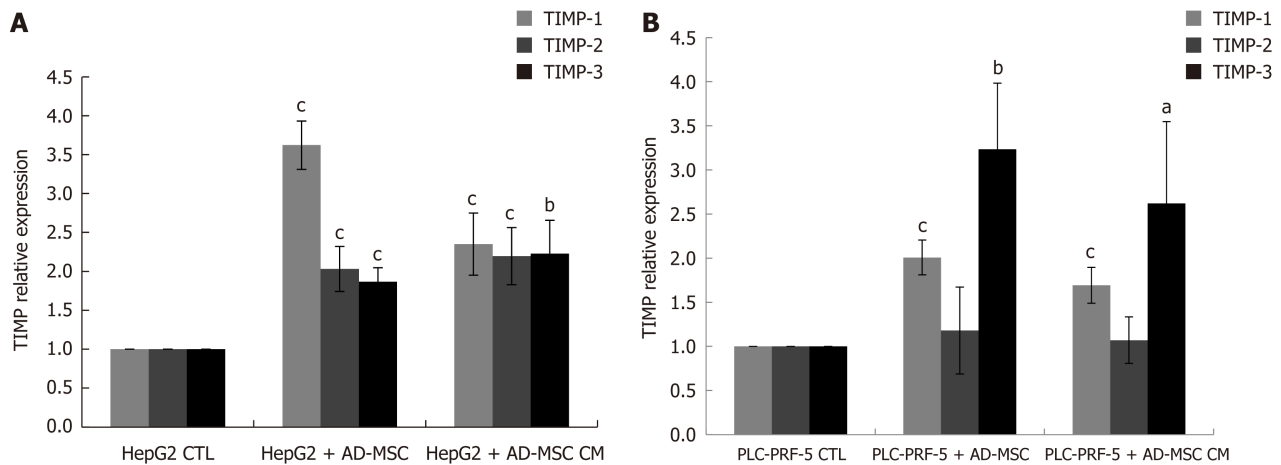 A
TIMP-1
TIMP-2
TIMP-3
TIMP relative expression
4.5
4.0
3.5
3.0
2.5
2.0
1.5
1.0
0.5
0.0
c
c
c
c
c
b
HepG2 CTL
HepG2 + AD-MSC
HepG2 + AD-MSC CM
B
TIMP-1
TIMP-2
TIMP-3
TIMP relative expression
4.5
4.0
3.5
3.0
2.5
2.0
1.5
1.0
0.5
0.0
c
b
c
a
PLC-PRF-5 CTL
PLC-PRF-5 + AD-MSC
PLC-PRF-5 + AD-MSC CM